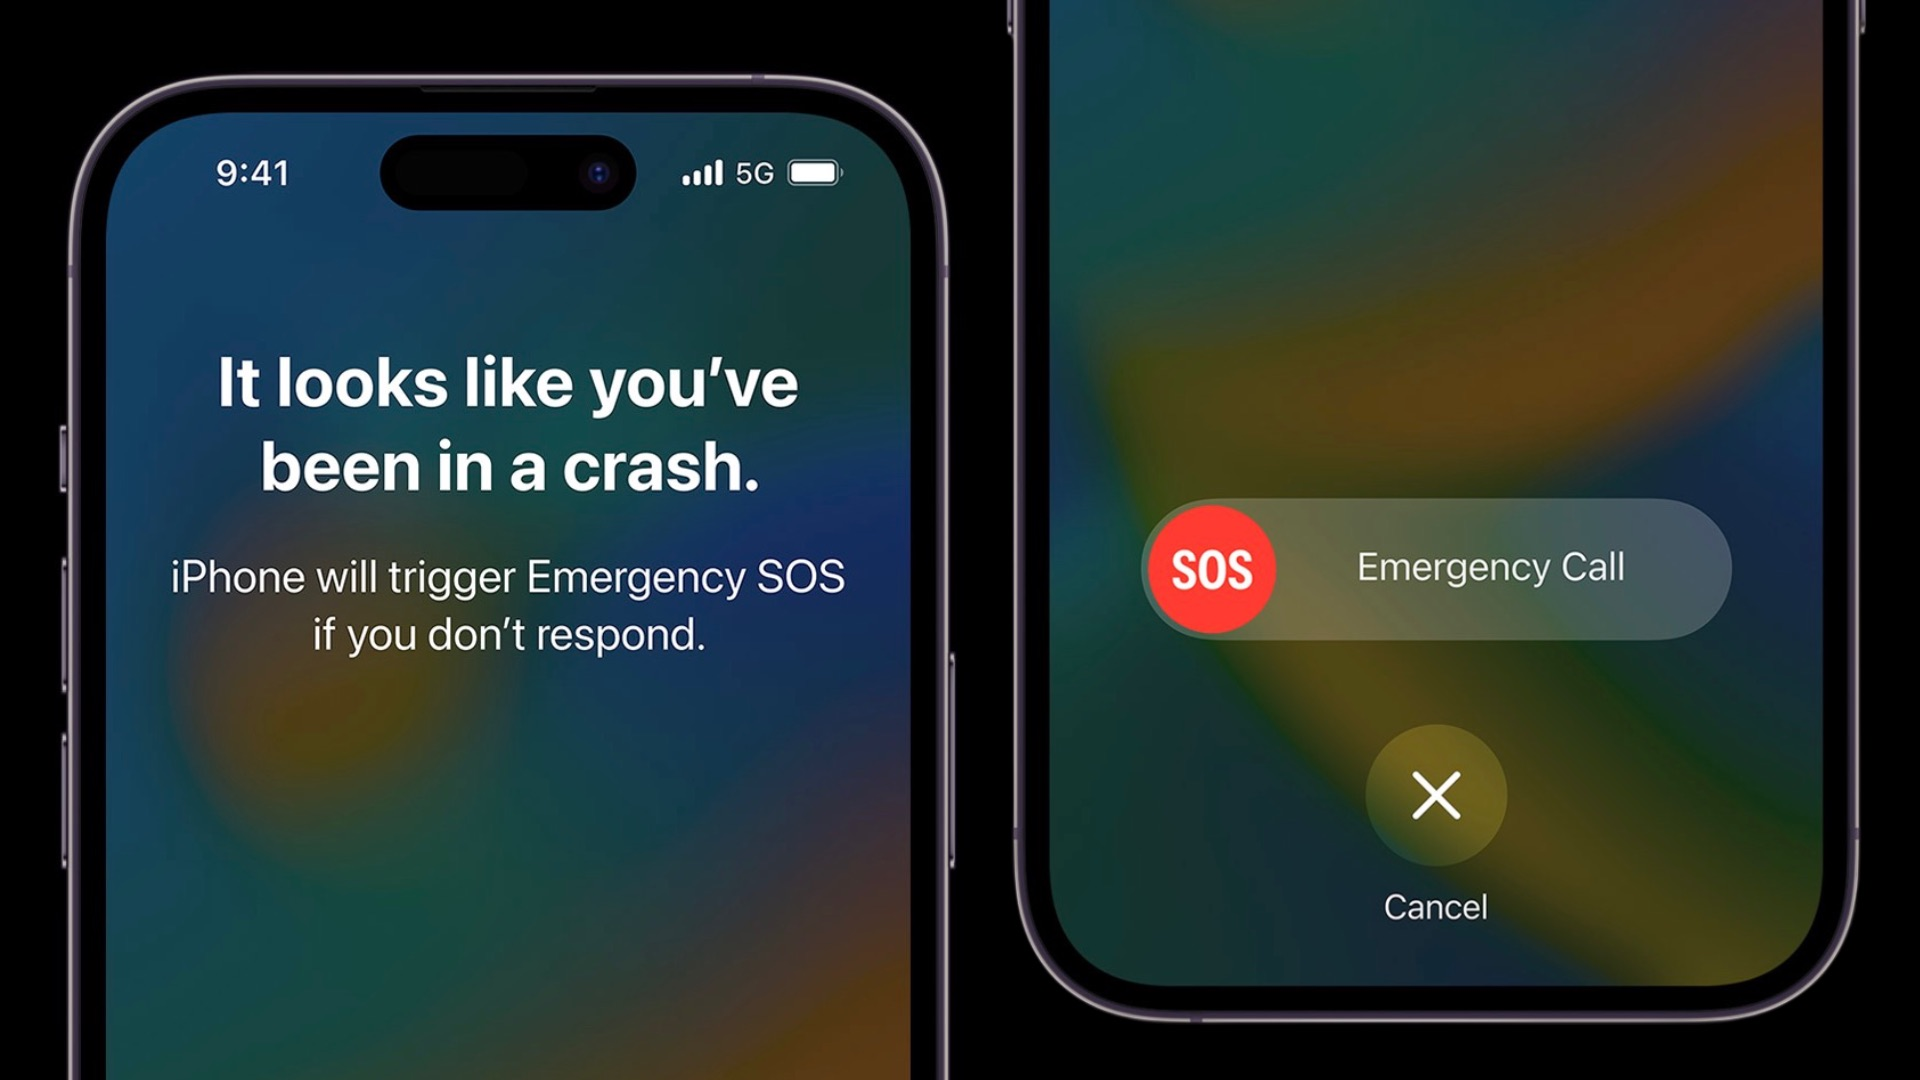 9:41
5G
It looks like you’ve
been in a crash.
iPhone will trigger Emergency SOS
if you don’t respond.
SOS
Emergency Call
Cancel